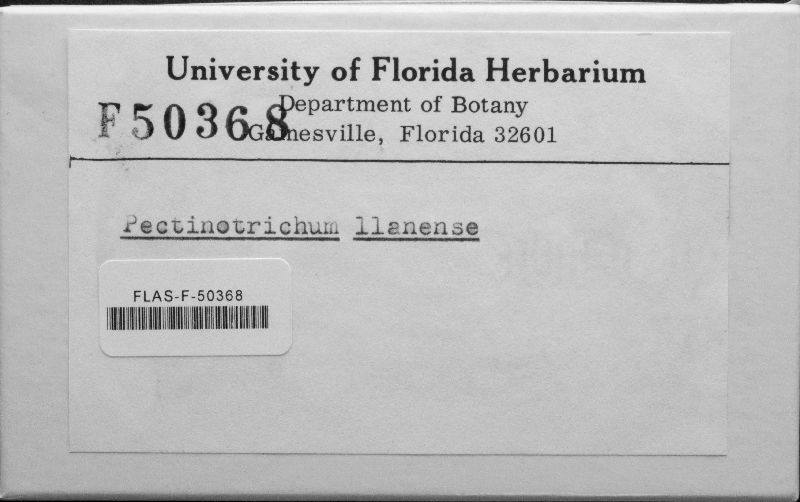 University of Florida Herbarium
Department of Botany
F50368
Gainesville, Florida 32601
Pectinotrichum llanense
FLAS-F-50368